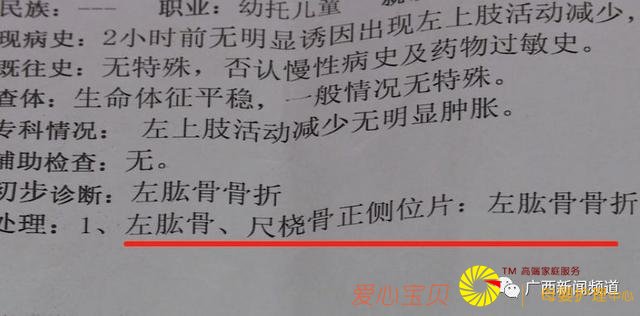 民族：--- 职业：幼托儿童
现病史：2小时前无明显诱因出现左上肢活动减少，
既往史：无特殊，否认慢性病史及药物过敏史。
查体：生命体征平稳，一般情况无特殊。
专科情况： 左上肢活动减少无明显肿胀。
辅助检查：无。
初步诊断：左肱骨骨折
处理：1、左肱骨、尺桡骨正侧位片：左肱骨骨折
TM 高端家庭服务
爱心宝贝 广西新闻频道
母婴护理中心